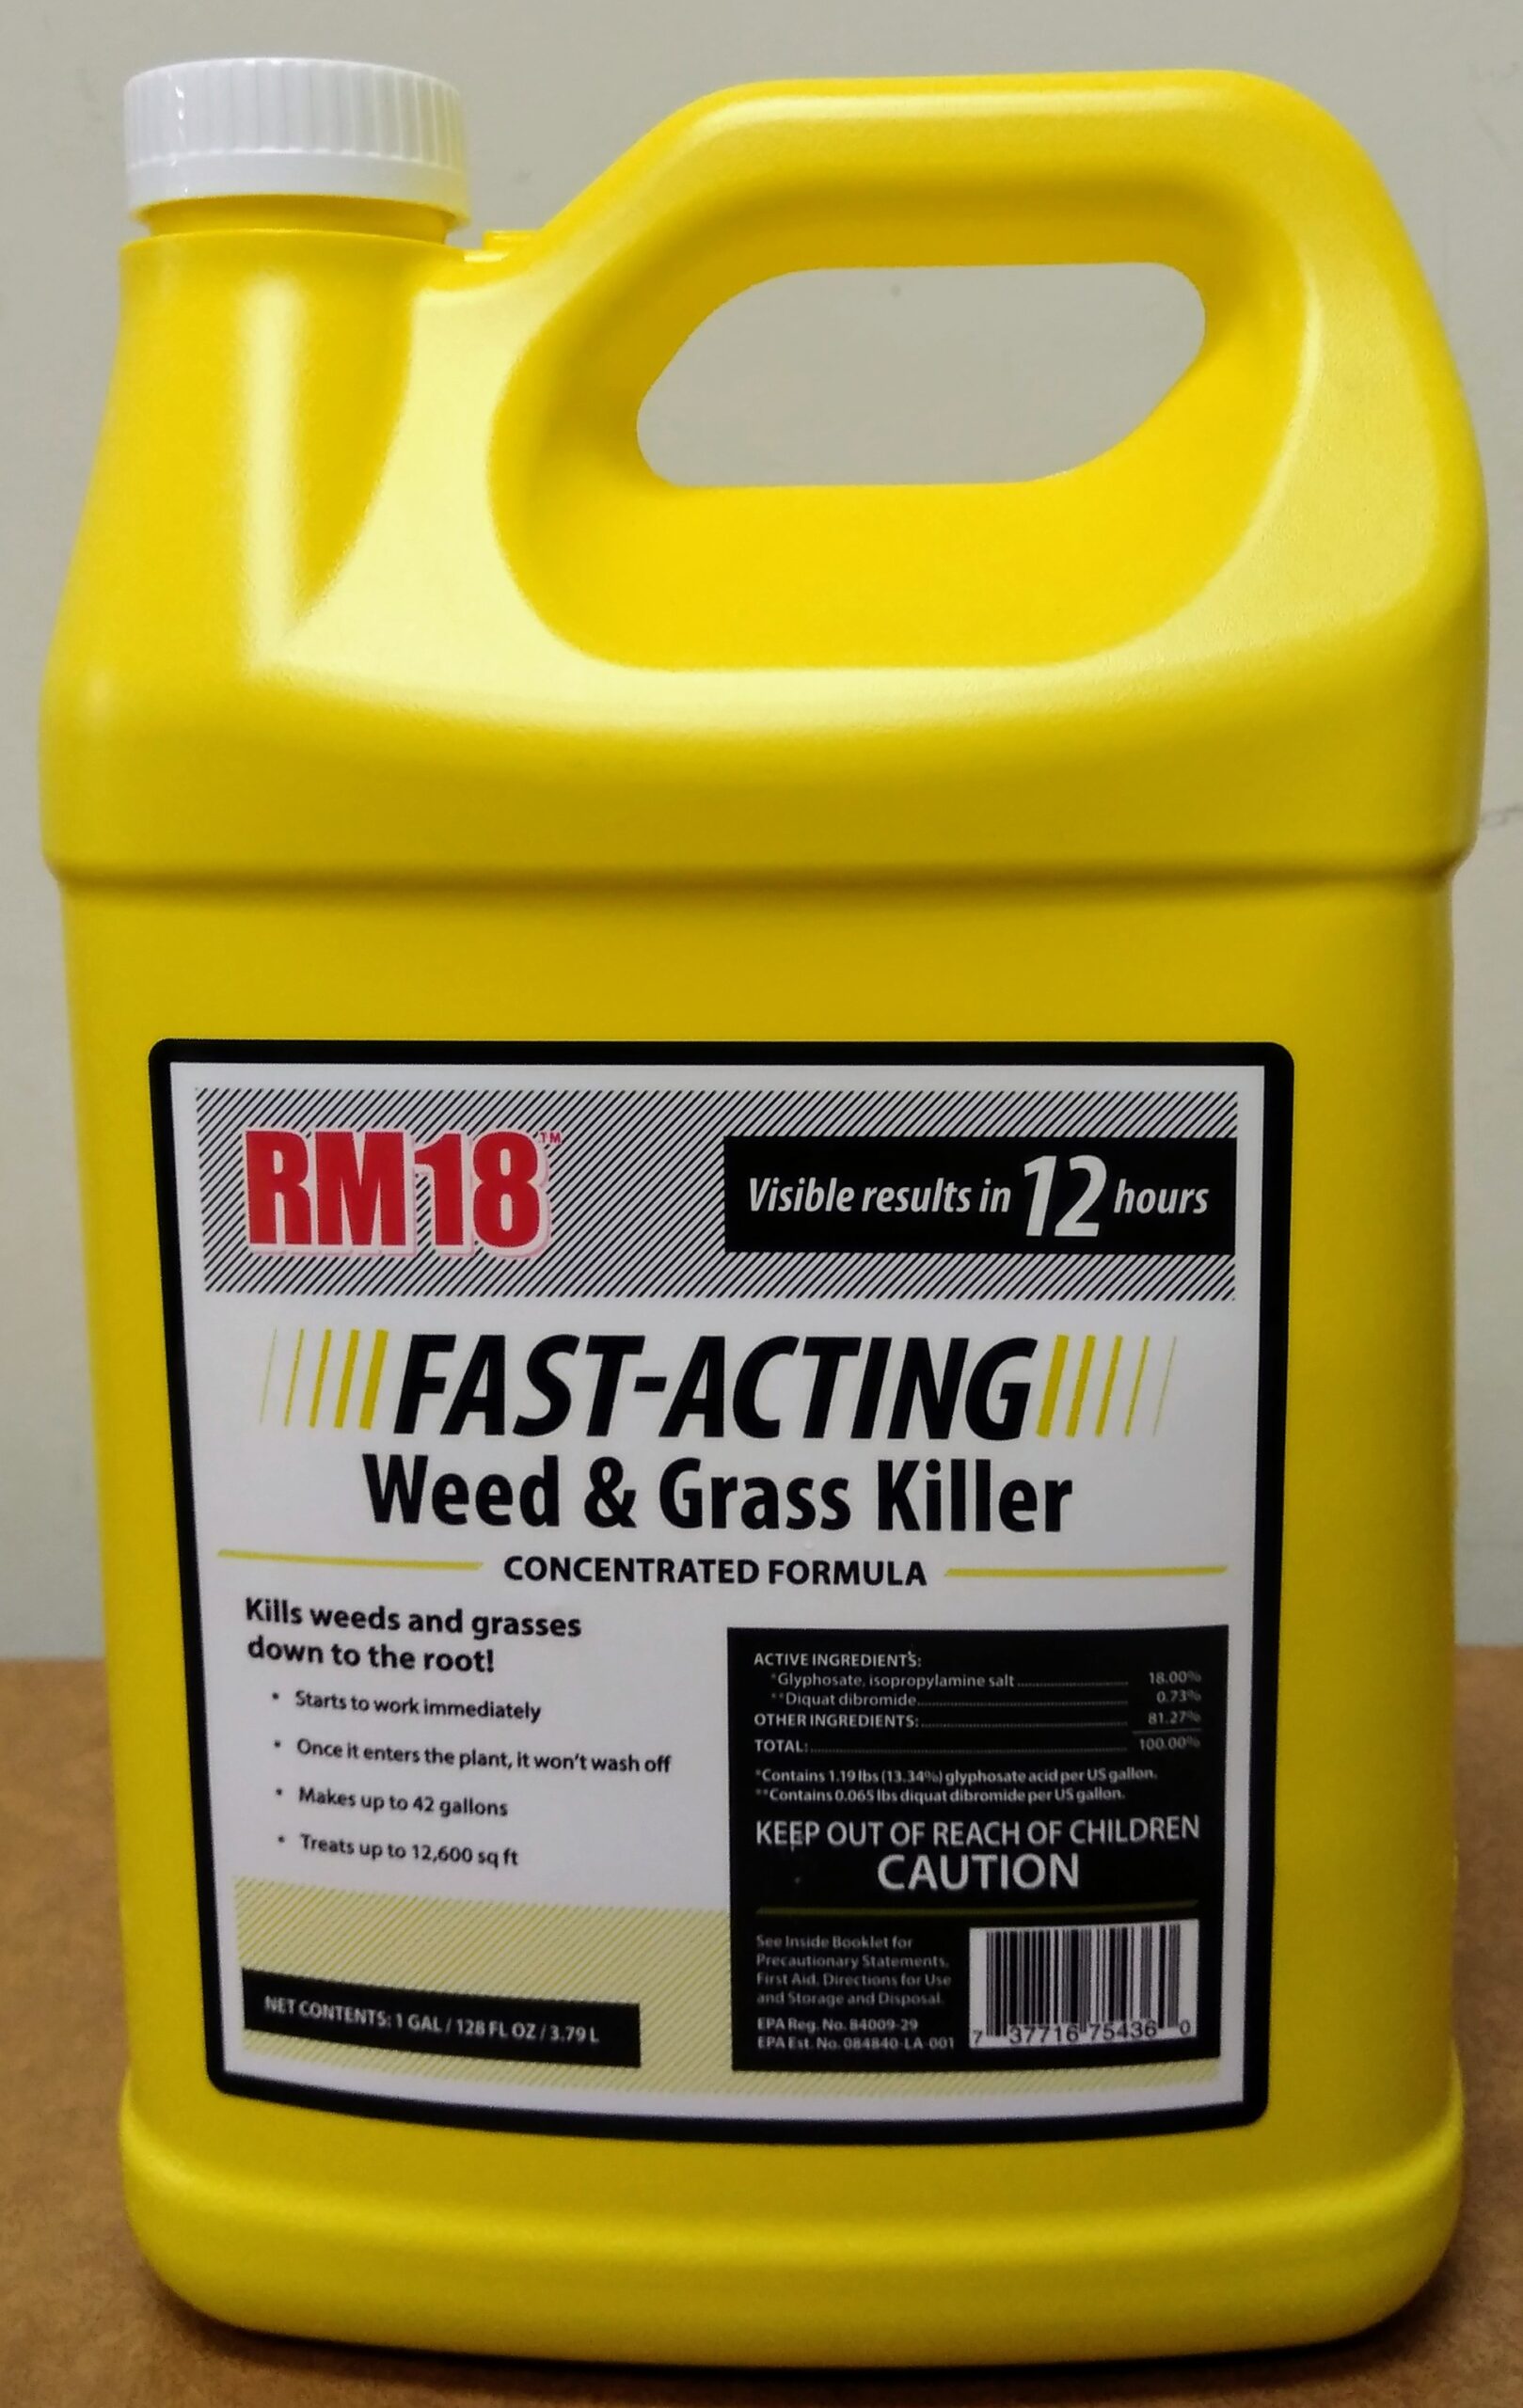 RM18™
Visible results in 12 hours
FAST-ACTING
Weed & Grass Killer
CONCENTRATED FORMULA
Kills weeds and grasses
down to the root!
• Starts to work immediately
• Once it enters the plant, it won't wash off
• Makes up to 42 gallons
• Treats up to 12,600 sq ft
NET CONTENTS: 1 GAL / 128 FL OZ / 3.79 L
ACTIVE INGREDIENTS:
*Glyphosate, isopropylamine salt 18.00%
**Diquat dibromide 0.73%
OTHER INGREDIENTS: 81.27%
TOTAL: 100.00%
*Contains 1.19 lbs (13.34%) glyphosate acid per US gallon.
**Contains 0.065 lbs diquat dibromide per US gallon.
KEEP OUT OF REACH OF CHILDREN
CAUTION
See Inside Booklet for
Precautionary Statements,
First Aid, Directions for Use
and Storage and Disposal.
EPA Reg. No. 84009-29
EPA Est. No. 084840-LA-001
7 37716 75436 0